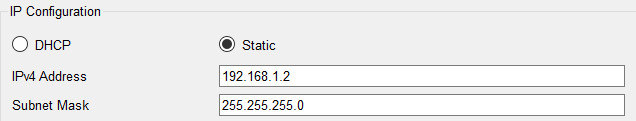 IP Configuration
DHCP Static
IPv4 Address 192.168.1.2
Subnet Mask 255.255.255.0